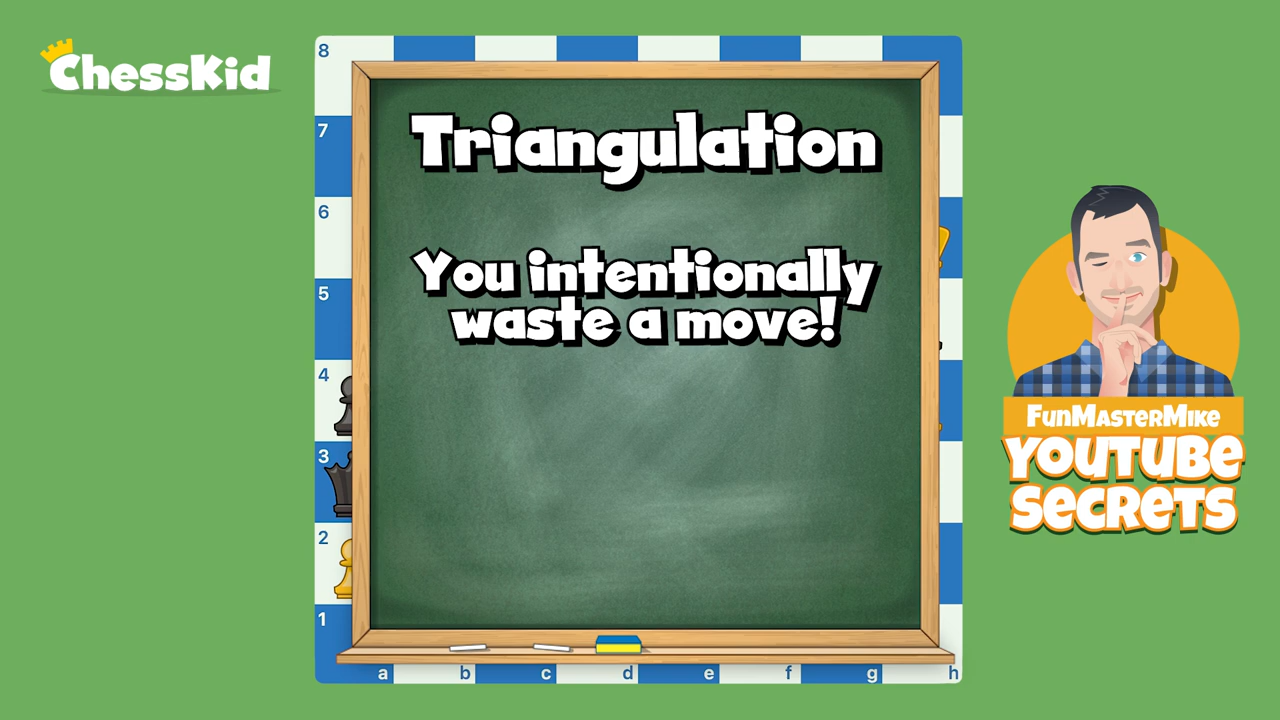 ChessKid
8
7
6
5
4
3
2
1
a b c d e f g h
Triangulation
You intentionally
waste a move!
FunMasterMike
YOUTUBE
SECRETS